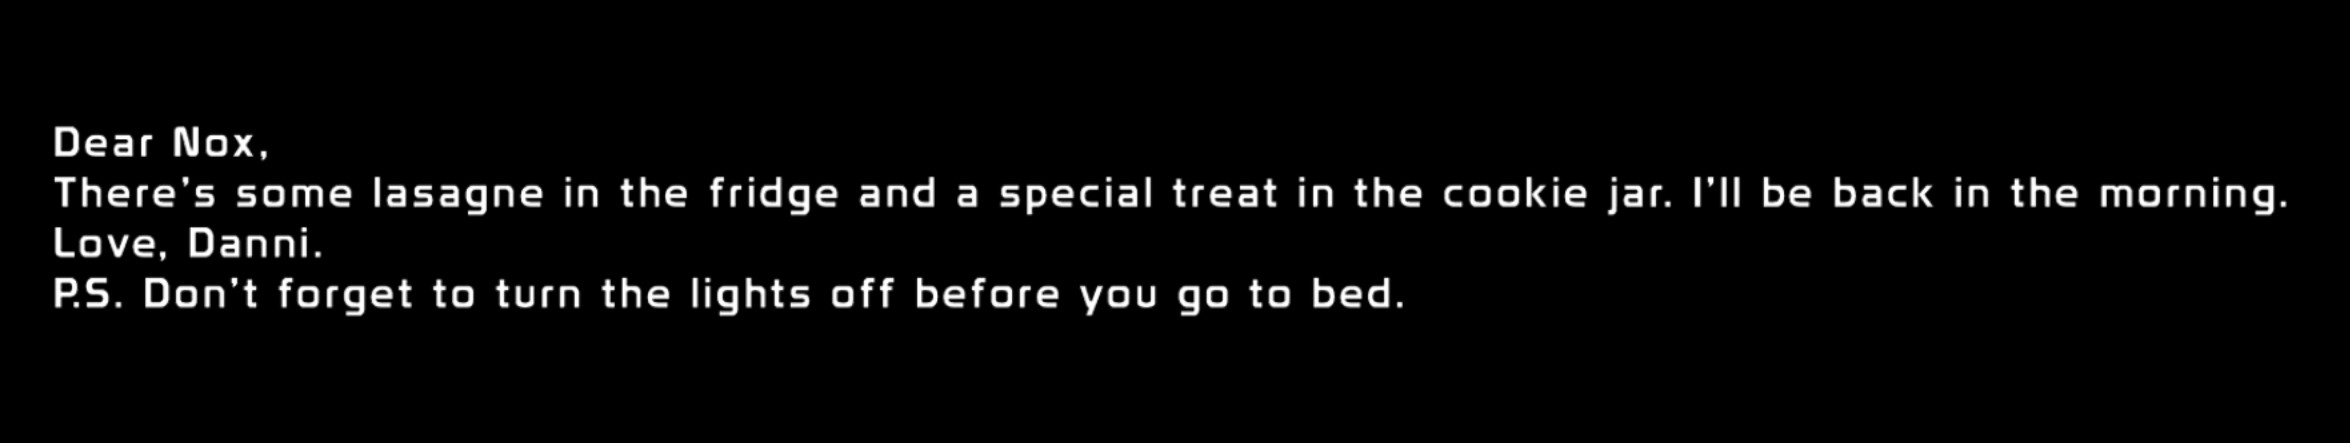 Dear Nox,
There's some lasagne in the fridge and a special treat in the cookie jar. I'll be back in the morning.
Love, Danni.
P.S. Don't forget to turn the lights off before you go to bed.